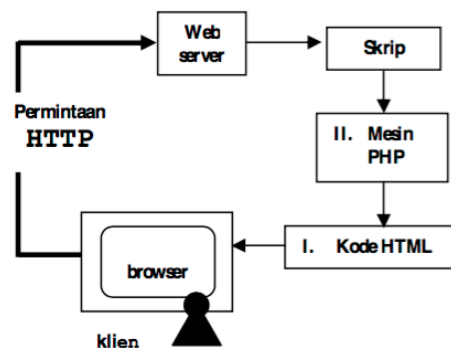 Web
server
Skrip
Permintaan
HTTP
II. Mesin
PHP
I. Kode HTML
browser
klien